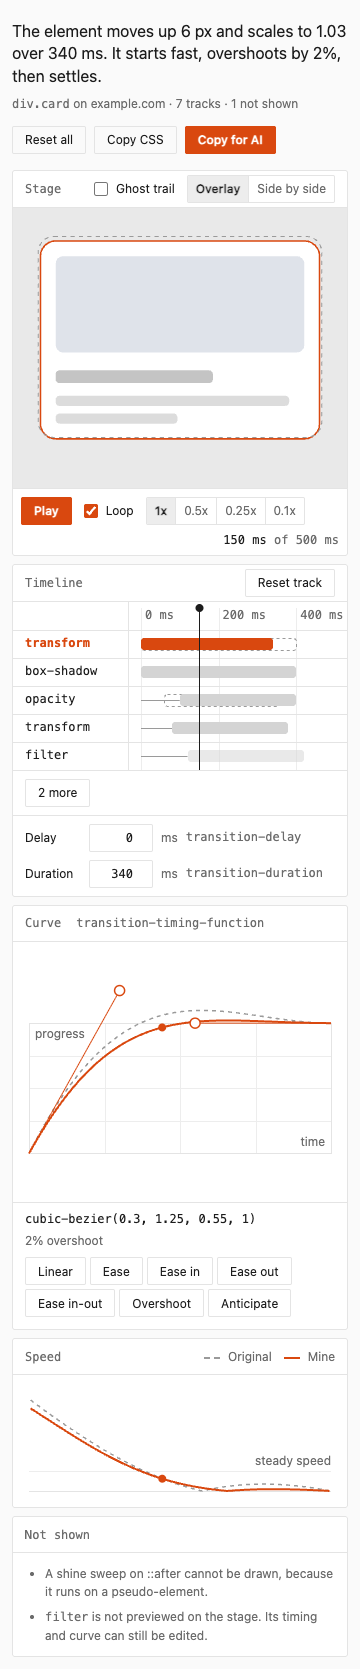 The element moves up 6 px and scales to 1.03
over 340 ms. It starts fast, overshoots by 2%,
then settles.
div.card on example.com · 7 tracks · 1 not shown
Reset all Copy CSS Copy for AI
Stage Ghost trail Overlay Side by side
Play Loop 1x 0.5x 0.25x 0.1x
150 ms of 500 ms
Timeline Reset track
0 ms 200 ms 400 ms
transform
box-shadow
opacity
transform
filter
2 more
Delay 0 ms transition-delay
Duration 340 ms transition-duration
Curve transition-timing-function
progress
time
cubic-bezier(0.3, 1.25, 0.55, 1)
2% overshoot
Linear Ease Ease in Ease out
Ease in-out Overshoot Anticipate
Speed Original Mine
steady speed
Not shown
• A shine sweep on ::after cannot be drawn, because
it runs on a pseudo-element.
• filter is not previewed on the stage. Its timing
and curve can still be edited.